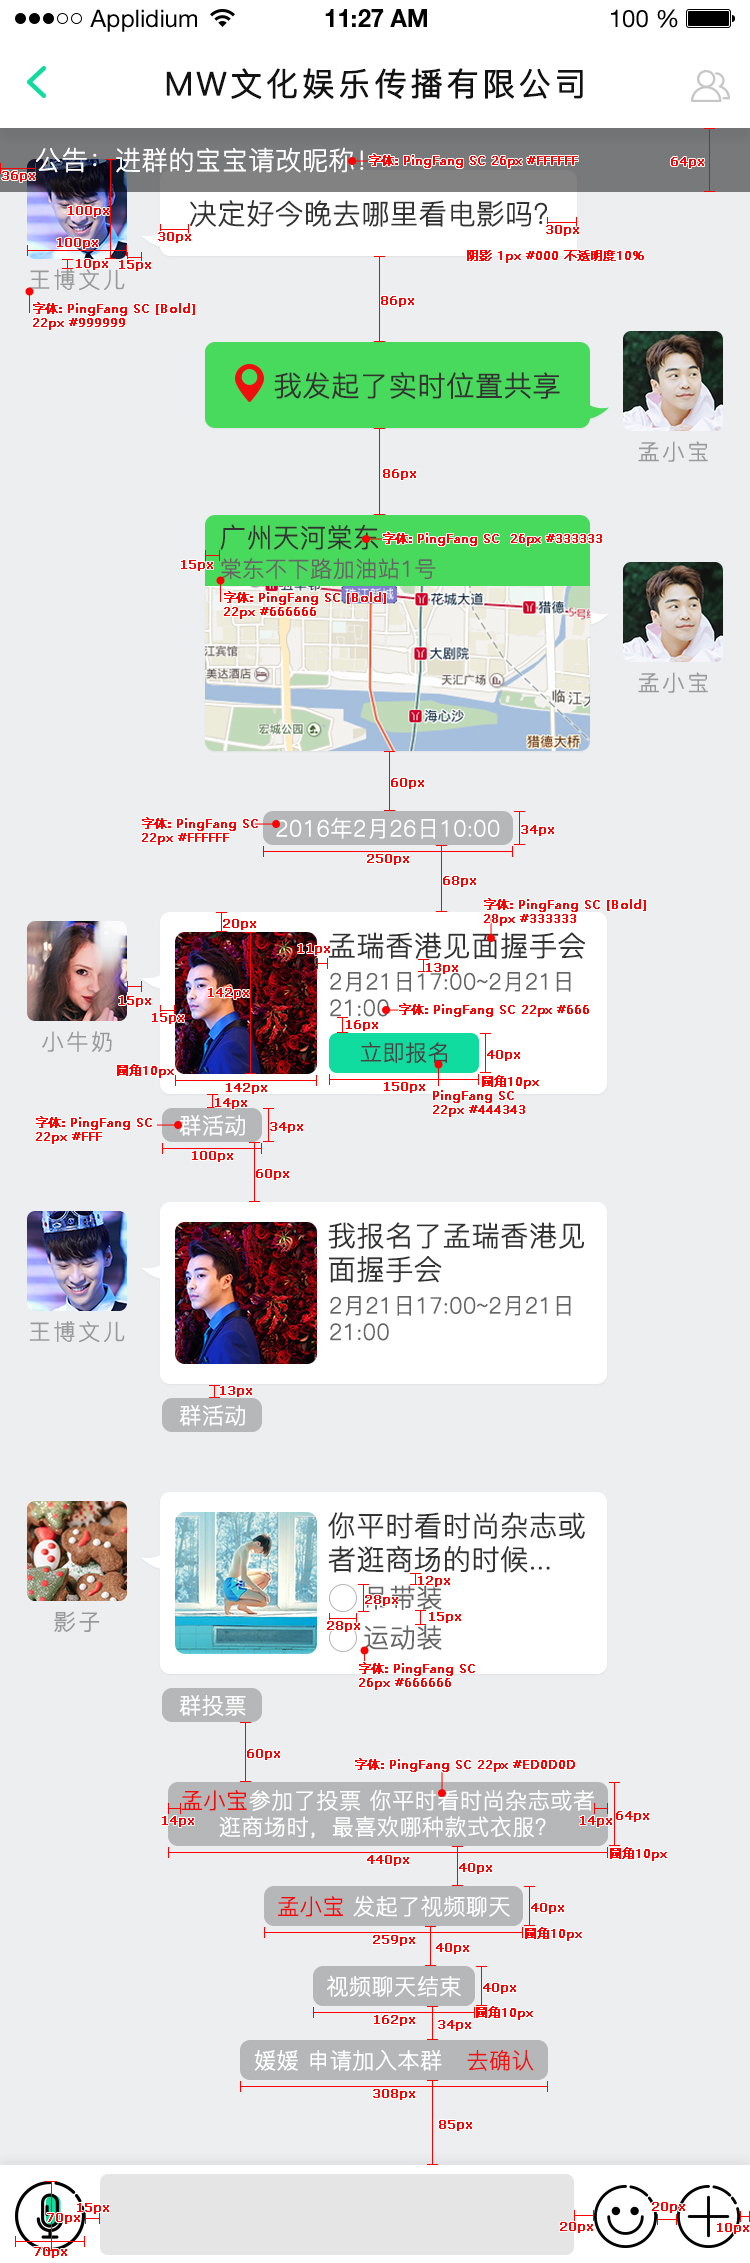 Applidium 11:27 AM 100 %
MW文化娱乐传播有限公司
公告：进群的宝宝请改昵称!
字体: PingFang SC 26px #FFFFFF
64px
36px
100px
100px
决定好今晚去哪里看电影吗?
30px
30px
10px
15px
阴影 1px #000 不透明度10%
王博文儿
字体: PingFang SC [Bold]
22px #999999
86px
我发起了实时位置共享
孟小宝
86px
广州天河棠东
字体: PingFang SC 26px #333333
15px
棠东不下路加油站1号
字体: PingFang SC [Bold]
22px #666666
花城大道
猎德
5号线
江宾馆
美达酒店
大剧院
天汇广场
临江大
海心沙
宏城公园
猎德大桥
孟小宝
60px
字体: PingFang SC
22px #FFFFFF
2016年2月26日10:00
34px
250px
68px
字体: PingFang SC [Bold]
28px #333333
20px
11px
孟瑞香港见面握手会
13px
2月21日17:00~2月21日
21:00
字体: PingFang SC 22px #666
142px
15px
15px
16px
小牛奶
立即报名
40px
圆角10px
142px
150px
圆角10px
PingFang SC
22px #444343
14px
字体: PingFang SC
22px #FFF
群活动
34px
100px
60px
我报名了孟瑞香港见
面握手会
2月21日17:00~2月21日
21:00
王博文儿
13px
群活动
你平时看时尚杂志或
者逛商场的时候...
12px
吊带装
28px
28px
15px
运动装
影子
字体: PingFang SC
26px #666666
群投票
60px
字体: PingFang SC 22px #ED0D0D
孟小宝参加了投票 你平时看时尚杂志或者
逛商场时，最喜欢哪种款式衣服?
14px
14px
64px
圆角10px
440px
40px
孟小宝 发起了视频聊天
40px
圆角10px
259px
40px
视频聊天结束
40px
圆角10px
162px
34px
媛媛 申请加入本群 去确认
308px
85px
15px
70px
70px
20px
20px
10px